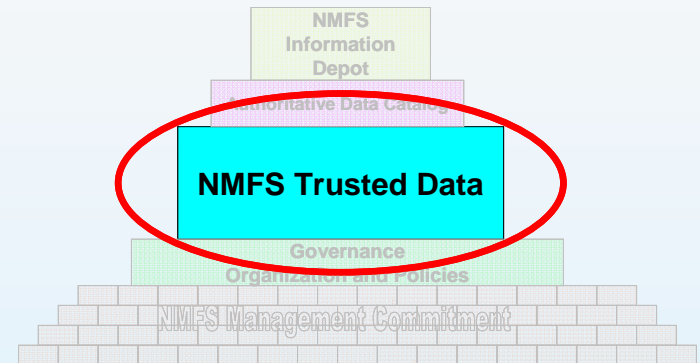 NMFS
Information
Depot
Authoritative Data Catalog
NMFS Trusted Data
Governance
Organization and Policies
NMFS Management Commitment